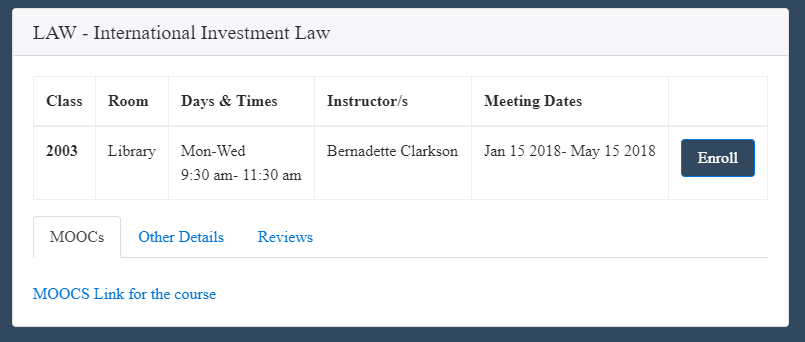 LAW - International Investment Law
Class Room Days & Times Instructor/s Meeting Dates
2003 Library Mon-Wed Bernadette Clarkson Jan 15 2018- May 15 2018 Enroll
9:30 am- 11:30 am
MOOCs Other Details Reviews
MOOCS Link for the course